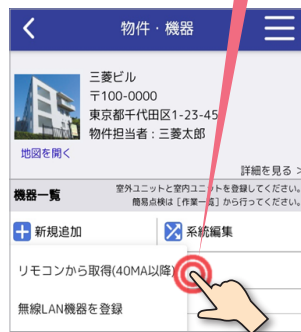 物件・機器
三菱ビル
〒100-0000
東京都千代田区1-23-45
物件担当者：三菱太郎
地図を開く
詳細を見る >
機器一覧
室外ユニットと室内ユニットを登録してください。
簡易点検は［作業一覧］から行ってください。
新規追加
系統編集
リモコンから取得(40MA以降)
無線LAN機器を登録